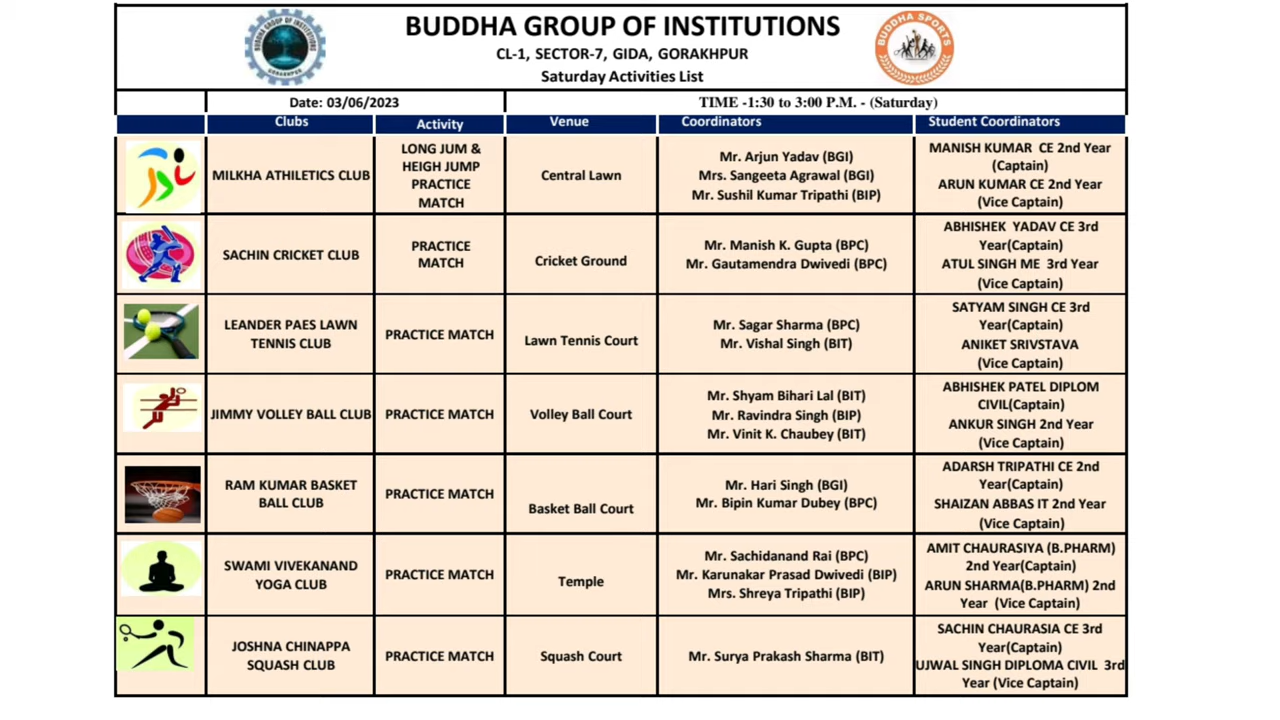 BUDDHA GROUP OF INSTITUTIONS
CL-1, SECTOR-7, GIDA, GORAKHPUR
Saturday Activities List
BUDDHA GROUP OF INSTITUTIONS
GORAKHPUR
BUDDHA SPORTS
Date: 03/06/2023
TIME -1:30 to 3:00 P.M. - (Saturday)
Clubs
Activity
Venue
Coordinators
Student Coordinators
MILKHA ATHILETICS CLUB
LONG JUM &
HEIGH JUMP
PRACTICE
MATCH
Central Lawn
Mr. Arjun Yadav (BGI)
Mrs. Sangeeta Agrawal (BGI)
Mr. Sushil Kumar Tripathi (BIP)
MANISH KUMAR CE 2nd Year
(Captain)
ARUN KUMAR CE 2nd Year
(Vice Captain)
SACHIN CRICKET CLUB
PRACTICE
MATCH
Cricket Ground
Mr. Manish K. Gupta (BPC)
Mr. Gautamendra Dwivedi (BPC)
ABHISHEK YADAV CE 3rd
Year(Captain)
ATUL SINGH ME 3rd Year
(Vice Captain)
LEANDER PAES LAWN
TENNIS CLUB
PRACTICE MATCH
Lawn Tennis Court
Mr. Sagar Sharma (BPC)
Mr. Vishal Singh (BIT)
SATYAM SINGH CE 3rd
Year(Captain)
ANIKET SRIVSTAVA
(Vice Captain)
JIMMY VOLLEY BALL CLUB
PRACTICE MATCH
Volley Ball Court
Mr. Shyam Bihari Lal (BIT)
Mr. Ravindra Singh (BIP)
Mr. Vinit K. Chaubey (BIT)
ABHISHEK PATEL DIPLOM
CIVIL(Captain)
ANKUR SINGH 2nd Year
(Vice Captain)
RAM KUMAR BASKET
BALL CLUB
PRACTICE MATCH
Basket Ball Court
Mr. Hari Singh (BGI)
Mr. Bipin Kumar Dubey (BPC)
ADARSH TRIPATHI CE 2nd
Year(Captain)
SHAIZAN ABBAS IT 2nd Year
(Vice Captain)
SWAMI VIVEKANAND
YOGA CLUB
PRACTICE MATCH
Temple
Mr. Sachidanand Rai (BPC)
Mr. Karunakar Prasad Dwivedi (BIP)
Mrs. Shreya Tripathi (BIP)
AMIT CHAURASIYA (B.PHARM)
2nd Year(Captain)
ARUN SHARMA(B.PHARM) 2nd
Year (Vice Captain)
JOSHNA CHINAPPA
SQUASH CLUB
PRACTICE MATCH
Squash Court
Mr. Surya Prakash Sharma (BIT)
SACHIN CHAURASIA CE 3rd
Year(Captain)
UJWAL SINGH DIPLOMA CIVIL 3rd
Year (Vice Captain)